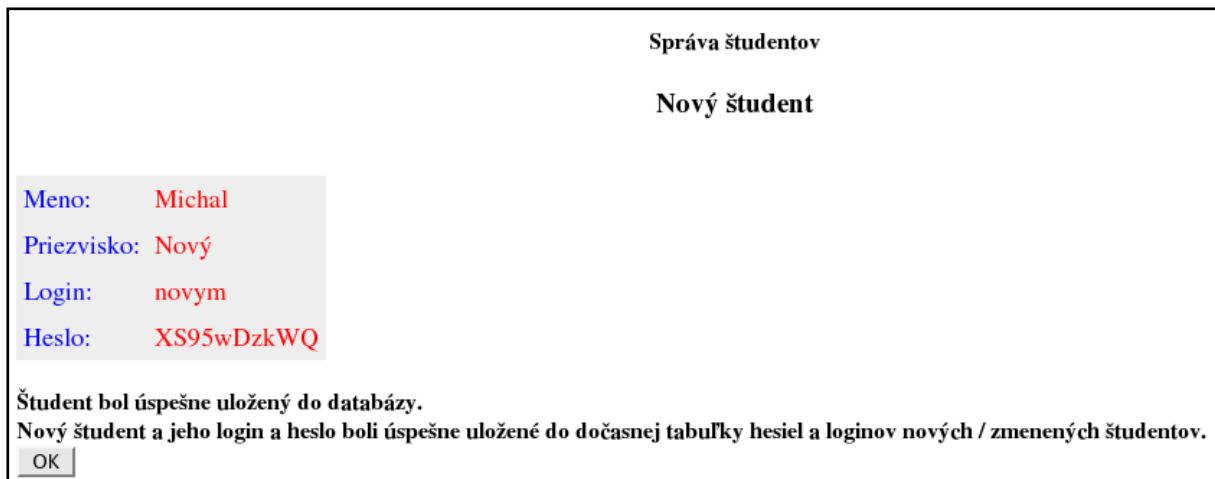 Správa študentov
Nový študent
Meno: Michal
Priezvisko: Nový
Login: novym
Heslo: XS95wDzkWQ
Študent bol úspešne uložený do databázy.
Nový študent a jeho login a heslo boli úspešne uložené do dočasnej tabuľky hesiel a loginov nových / zmenených študentov.
OK